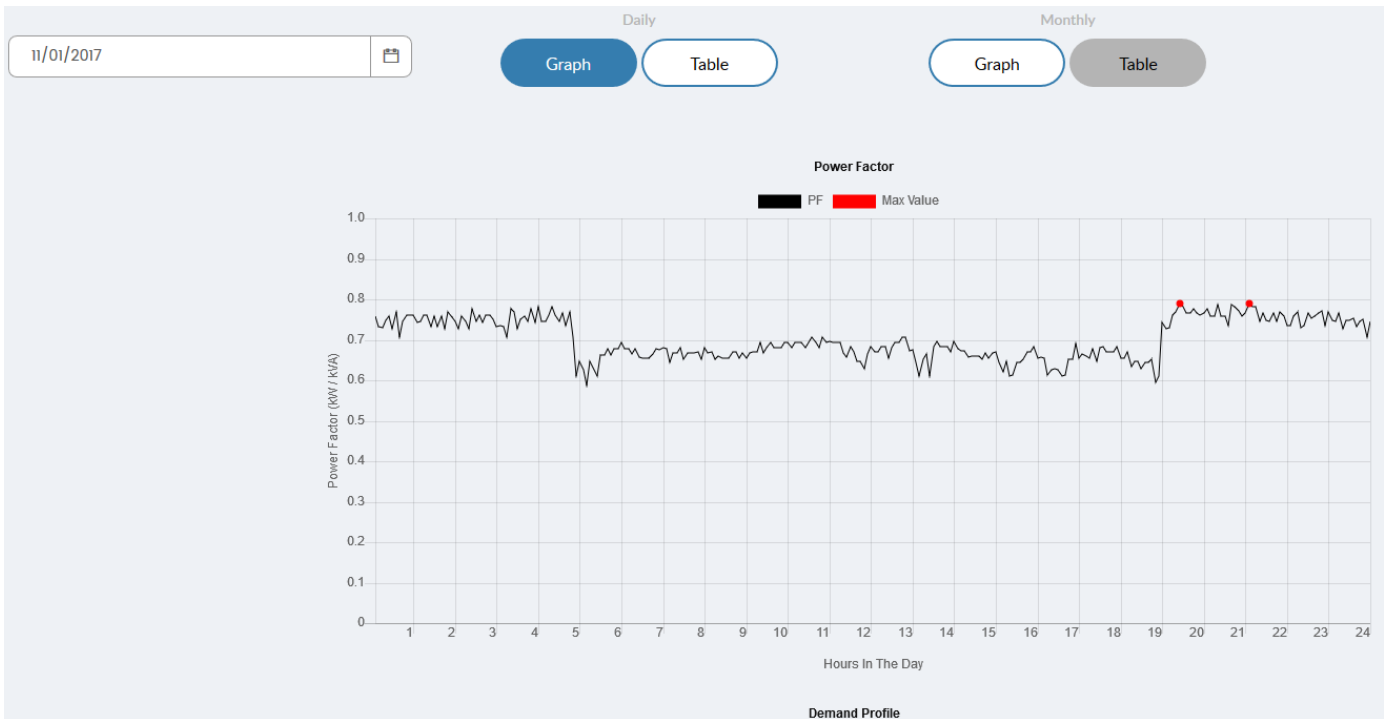 Daily
Monthly
11/01/2017
Graph
Table
Graph
Table
Power Factor
PF
Max Value
1.0
0.9
0.8
0.7
0.6
0.5
0.4
0.3
0.2
0.1
0
Power Factor (kW / kVA)
1 2 3 4 5 6 7 8 9 10 11 12 13 14 15 16 17 18 19 20 21 22 23 24
Hours In The Day
Demand Profile